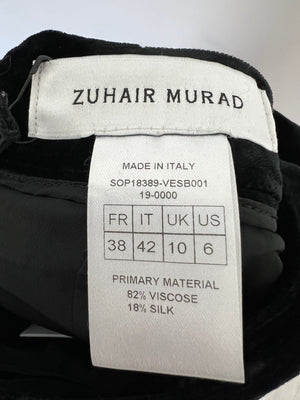 ZUHAIR MURAD
MADE IN ITALY
SOP18389-VESB001
19-0000
FR IT UK US
38 42 10 6
PRIMARY MATERIAL
82% VISCOSE
18% SILK